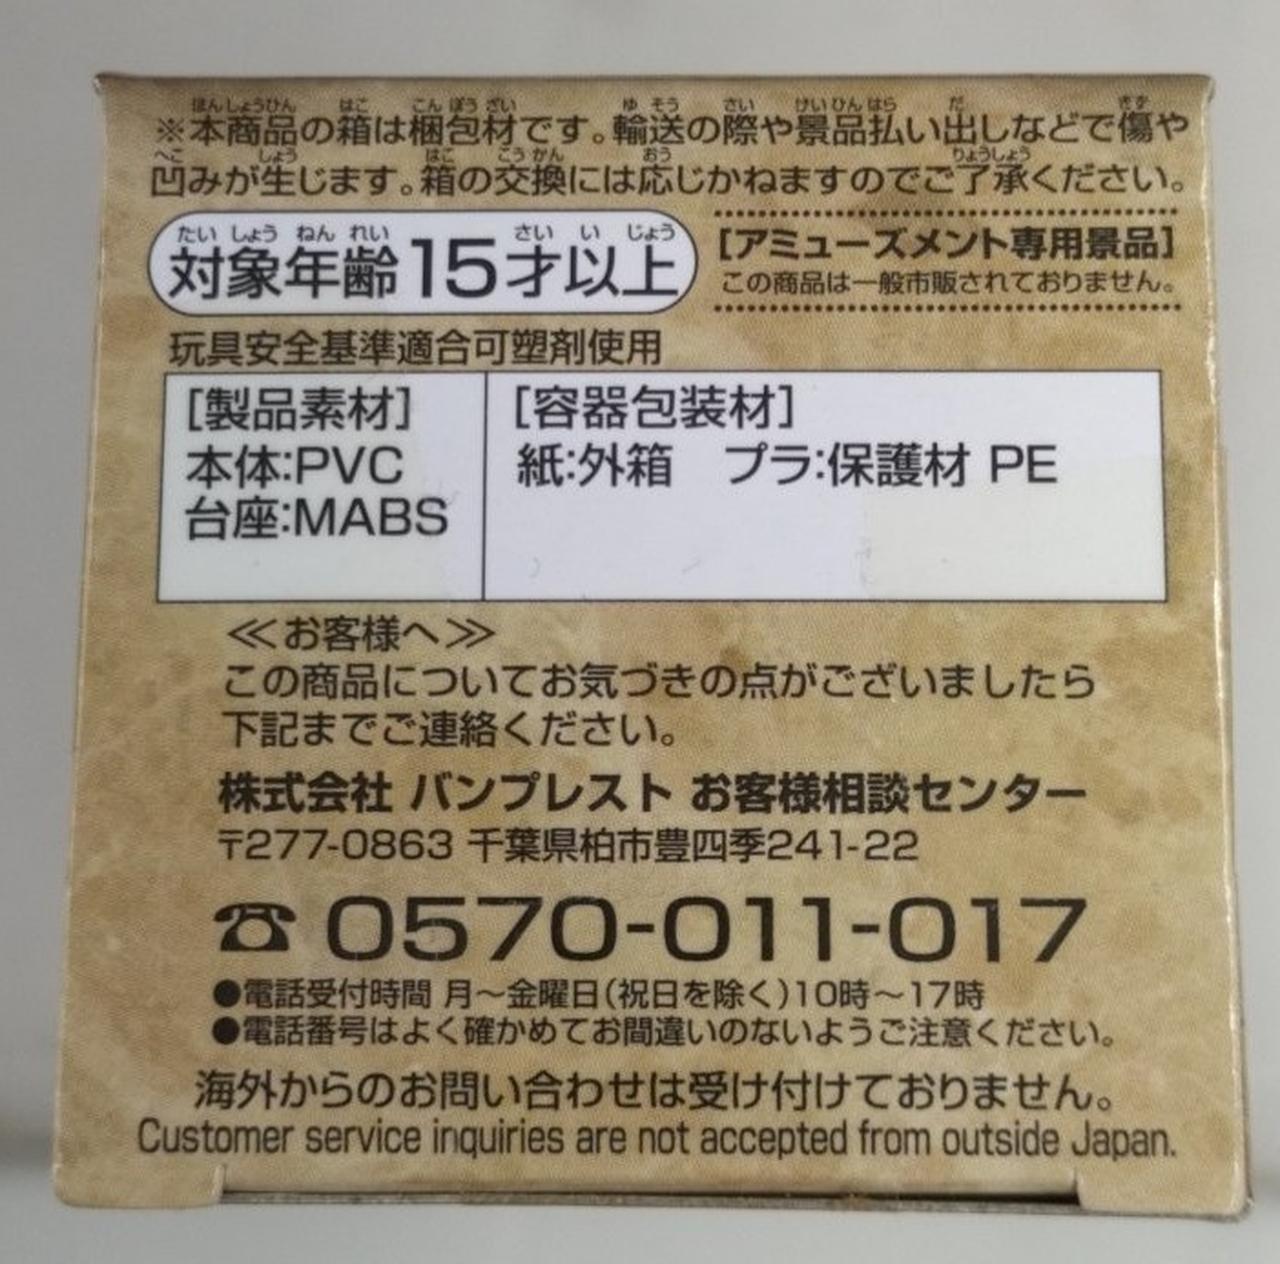 ※本商品の箱は梱包材です。輸送の際や景品払い出しなどで傷や
凹みが生じます。箱の交換には応じかねますのでご了承ください。
対象年齢15才以上
[アミューズメント専用景品]
この商品は一般市販されておりません。
玩具安全基準適合可塑剤使用
[製品素材]
本体:PVC
台座:MABS
[容器包装材]
紙:外箱 プラ:保護材 PE
≪お客様へ≫
この商品についてお気づきの点がございましたら
下記までご連絡ください。
株式会社 バンプレスト お客様相談センター
〒277-0863 千葉県柏市豊四季241-22
☎0570-011-017
●電話受付時間 月〜金曜日(祝日を除く)10時〜17時
●電話番号はよく確かめてお間違いのないようご注意ください。
海外からのお問い合わせは受け付けておりません。
Customer service inquiries are not accepted from outside Japan.